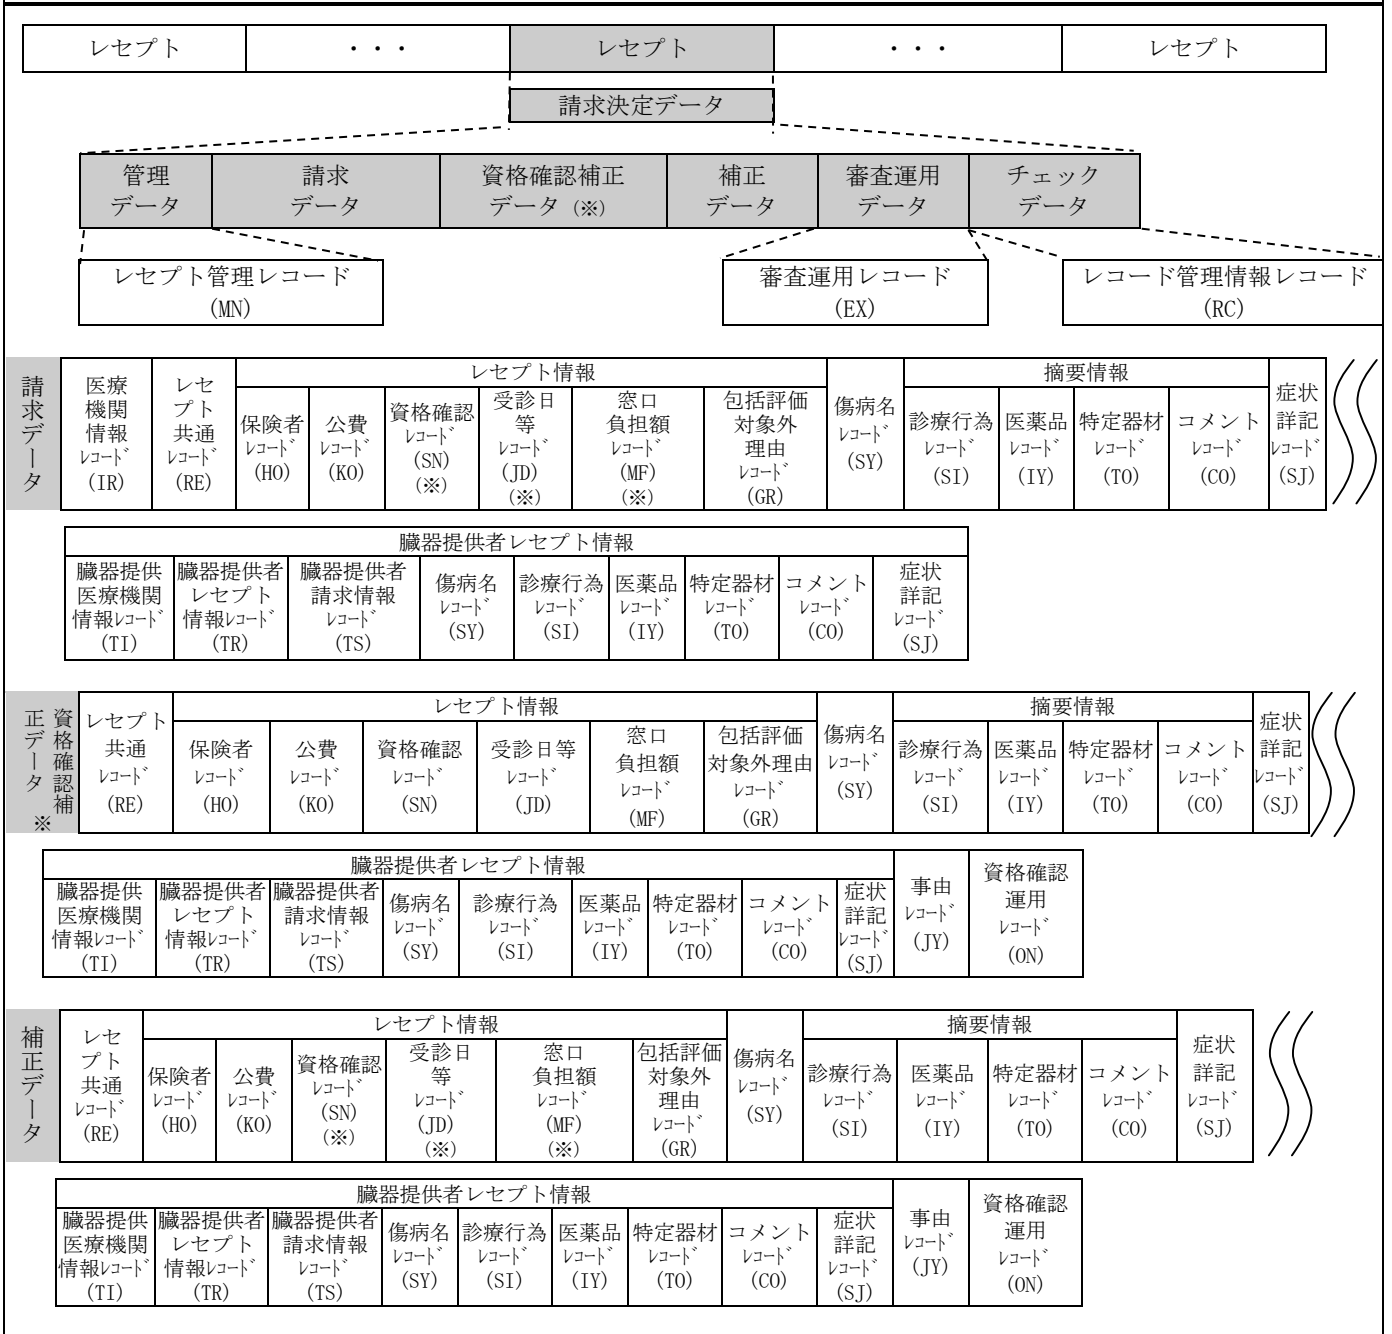 レセプト ・・・ レセプト ・・・ レセプト
請求決定データ
管理 請求 資格確認補正 補正 審査運用 チェック
データ データ データ (※) データ データ データ
レセプト管理レコード 審査運用レコード レコード管理情報レコード
(MN) (EX) (RC)
請求データ
医療
機関
情報
ﾚｺｰﾄﾞ
(IR)
レセ
プト
共通
ﾚｺｰﾄﾞ
(RE)
レセプト情報
保険者
ﾚｺｰﾄﾞ
(HO)
公費
ﾚｺｰﾄﾞ
(KO)
資格確認
ﾚｺｰﾄﾞ
(SN)
(※)
受診日
等
ﾚｺｰﾄﾞ
(JD)
(※)
窓口
負担額
ﾚｺｰﾄﾞ
(MF)
(※)
包括評価
対象外
理由
ﾚｺｰﾄﾞ
(GR)
傷病名
ﾚｺｰﾄﾞ
(SY)
摘要情報
診療行為
ﾚｺｰﾄﾞ
(SI)
医薬品
ﾚｺｰﾄﾞ
(IY)
特定器材
ﾚｺｰﾄﾞ
(TO)
コメント
ﾚｺｰﾄﾞ
(CO)
症状
詳記
ﾚｺｰﾄﾞ
(SJ)
臓器提供者レセプト情報
臓器提供
医療機関
情報ﾚｺｰﾄﾞ
(TI)
臓器提供者
レセプト
情報ﾚｺｰﾄﾞ
(TR)
臓器提供者
請求情報
ﾚｺｰﾄﾞ
(TS)
傷病名
ﾚｺｰﾄﾞ
(SY)
診療行為
ﾚｺｰﾄﾞ
(SI)
医薬品
ﾚｺｰﾄﾞ
(IY)
特定器材
ﾚｺｰﾄﾞ
(TO)
コメント
ﾚｺｰﾄﾞ
(CO)
症状
詳記
ﾚｺｰﾄﾞ
(SJ)
資格確認補
正データ ※
レセプト
共通
ﾚｺｰﾄﾞ
(RE)
レセプト情報
保険者
ﾚｺｰﾄﾞ
(HO)
公費
ﾚｺｰﾄﾞ
(KO)
資格確認
ﾚｺｰﾄﾞ
(SN)
受診日等
ﾚｺｰﾄﾞ
(JD)
窓口
負担額
ﾚｺｰﾄﾞ
(MF)
包括評価
対象外理由
ﾚｺｰﾄﾞ
(GR)
傷病名
ﾚｺｰﾄﾞ
(SY)
摘要情報
診療行為
ﾚｺｰﾄﾞ
(SI)
医薬品
ﾚｺｰﾄﾞ
(IY)
特定器材
ﾚｺｰﾄﾞ
(TO)
コメント
ﾚｺｰﾄﾞ
(CO)
症状
詳記
ﾚｺｰﾄﾞ
(SJ)
臓器提供者レセプト情報
臓器提供
医療機関
情報ﾚｺｰﾄﾞ
(TI)
臓器提供者
レセプト
情報ﾚｺｰﾄﾞ
(TR)
臓器提供者
請求情報
ﾚｺｰﾄﾞ
(TS)
傷病名
ﾚｺｰﾄﾞ
(SY)
診療行為
ﾚｺｰﾄﾞ
(SI)
医薬品
ﾚｺｰﾄﾞ
(IY)
特定器材
ﾚｺｰﾄﾞ
(TO)
コメント
ﾚｺｰﾄﾞ
(CO)
症状
詳記
ﾚｺｰﾄﾞ
(SJ)
事由
ﾚｺｰﾄﾞ
(JY)
資格確認
運用
ﾚｺｰﾄﾞ
(ON)
補正データ
レセ
プト
共通
ﾚｺｰﾄﾞ
(RE)
レセプト情報
保険者
ﾚｺｰﾄﾞ
(HO)
公費
ﾚｺｰﾄﾞ
(KO)
資格確認
ﾚｺｰﾄﾞ
(SN)
(※)
受診日
等
ﾚｺｰﾄﾞ
(JD)
(※)
窓口
負担額
ﾚｺｰﾄﾞ
(MF)
(※)
包括評価
対象外
理由
ﾚｺｰﾄﾞ
(GR)
傷病名
ﾚｺｰﾄﾞ
(SY)
摘要情報
診療行為
ﾚｺｰﾄﾞ
(SI)
医薬品
ﾚｺｰﾄﾞ
(IY)
特定器材
ﾚｺｰﾄﾞ
(TO)
コメント
ﾚｺｰﾄﾞ
(CO)
症状
詳記
ﾚｺｰﾄﾞ
(SJ)
臓器提供者レセプト情報
臓器提供
医療機関
情報ﾚｺｰﾄﾞ
(TI)
臓器提供者
レセプト
情報ﾚｺｰﾄﾞ
(TR)
臓器提供者
請求情報
ﾚｺｰﾄﾞ
(TS)
傷病名
ﾚｺｰﾄﾞ
(SY)
診療行為
ﾚｺｰﾄﾞ
(SI)
医薬品
ﾚｺｰﾄﾞ
(IY)
特定器材
ﾚｺｰﾄﾞ
(TO)
コメント
ﾚｺｰﾄﾞ
(CO)
症状
詳記
ﾚｺｰﾄﾞ
(SJ)
事由
ﾚｺｰﾄﾞ
(JY)
資格確認
運用
ﾚｺｰﾄﾞ
(ON)